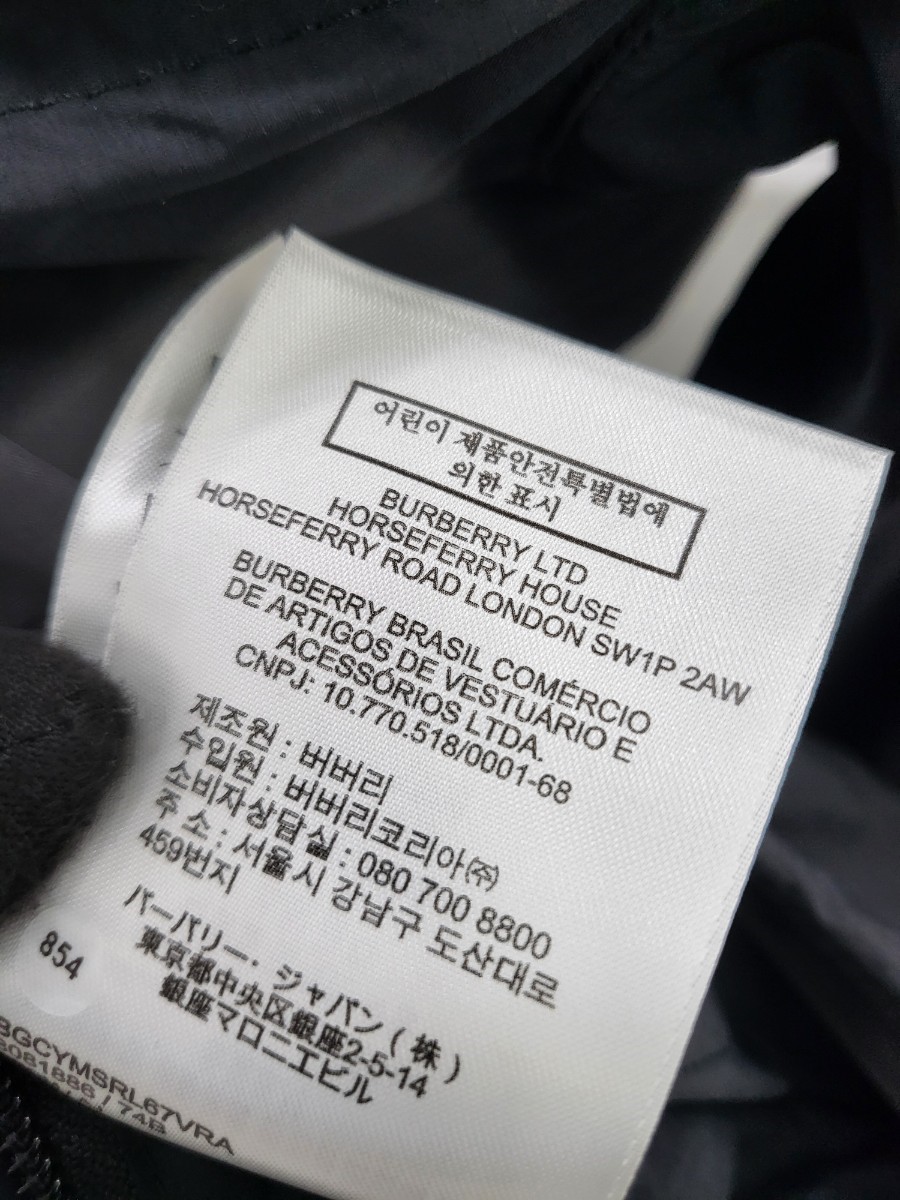 어린이 제품안전특별법에
의한 표시
BURBERRY LTD
HORSEFERRY HOUSE
HORSEFERRY ROAD LONDON SW1P 2AW
BURBERRY BRASIL COMÉRCIO
DE ARTIGOS DE VESTUÁRIO E
ACESSÓRIOS LTDA.
CNPJ: 10.770.518/0001-68
제조원 : 버버리
수입원 : 버버리코리아㈜
소비자상담실 : 080 700 8800
주 소 : 서울시 강남구 도산대로
459번지
バーバリー・ジャパン(株)
東京都中央区銀座2-5-14
銀座マロニエビル
854
BGCYMSRL67VRA
8081886 / 74B